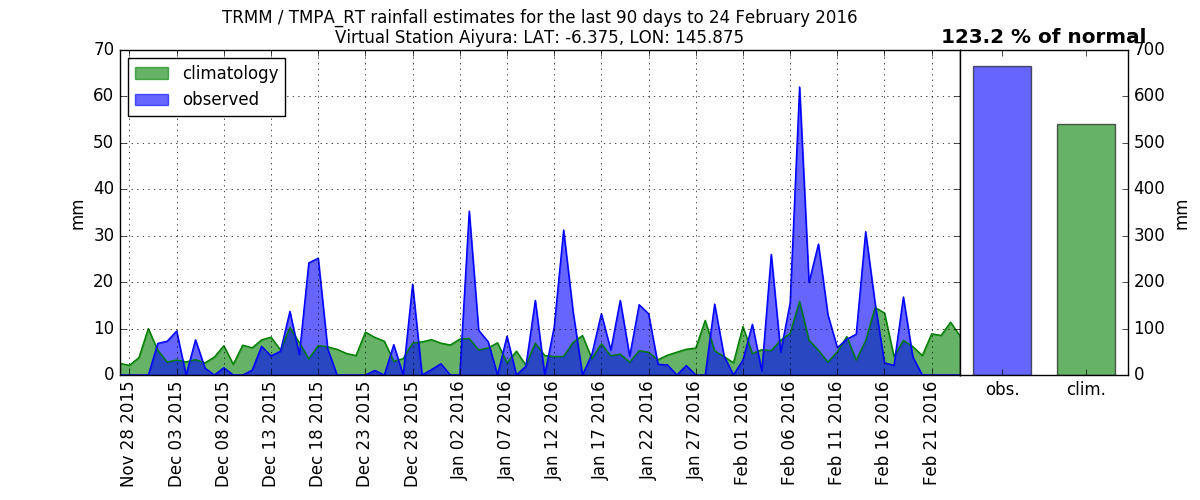 TRMM / TMPA_RT rainfall estimates for the last 90 days to 24 February 2016
Virtual Station Aiyura: LAT: -6.375, LON: 145.875
123.2 % of normal
climatology
observed
70
60
50
40
30
20
10
0
mm
Nov 28 2015
Dec 03 2015
Dec 08 2015
Dec 13 2015
Dec 18 2015
Dec 23 2015
Dec 28 2015
Jan 02 2016
Jan 07 2016
Jan 12 2016
Jan 17 2016
Jan 22 2016
Jan 27 2016
Feb 01 2016
Feb 06 2016
Feb 11 2016
Feb 16 2016
Feb 21 2016
obs.
clim.
700
600
500
400
300
200
100
0
mm